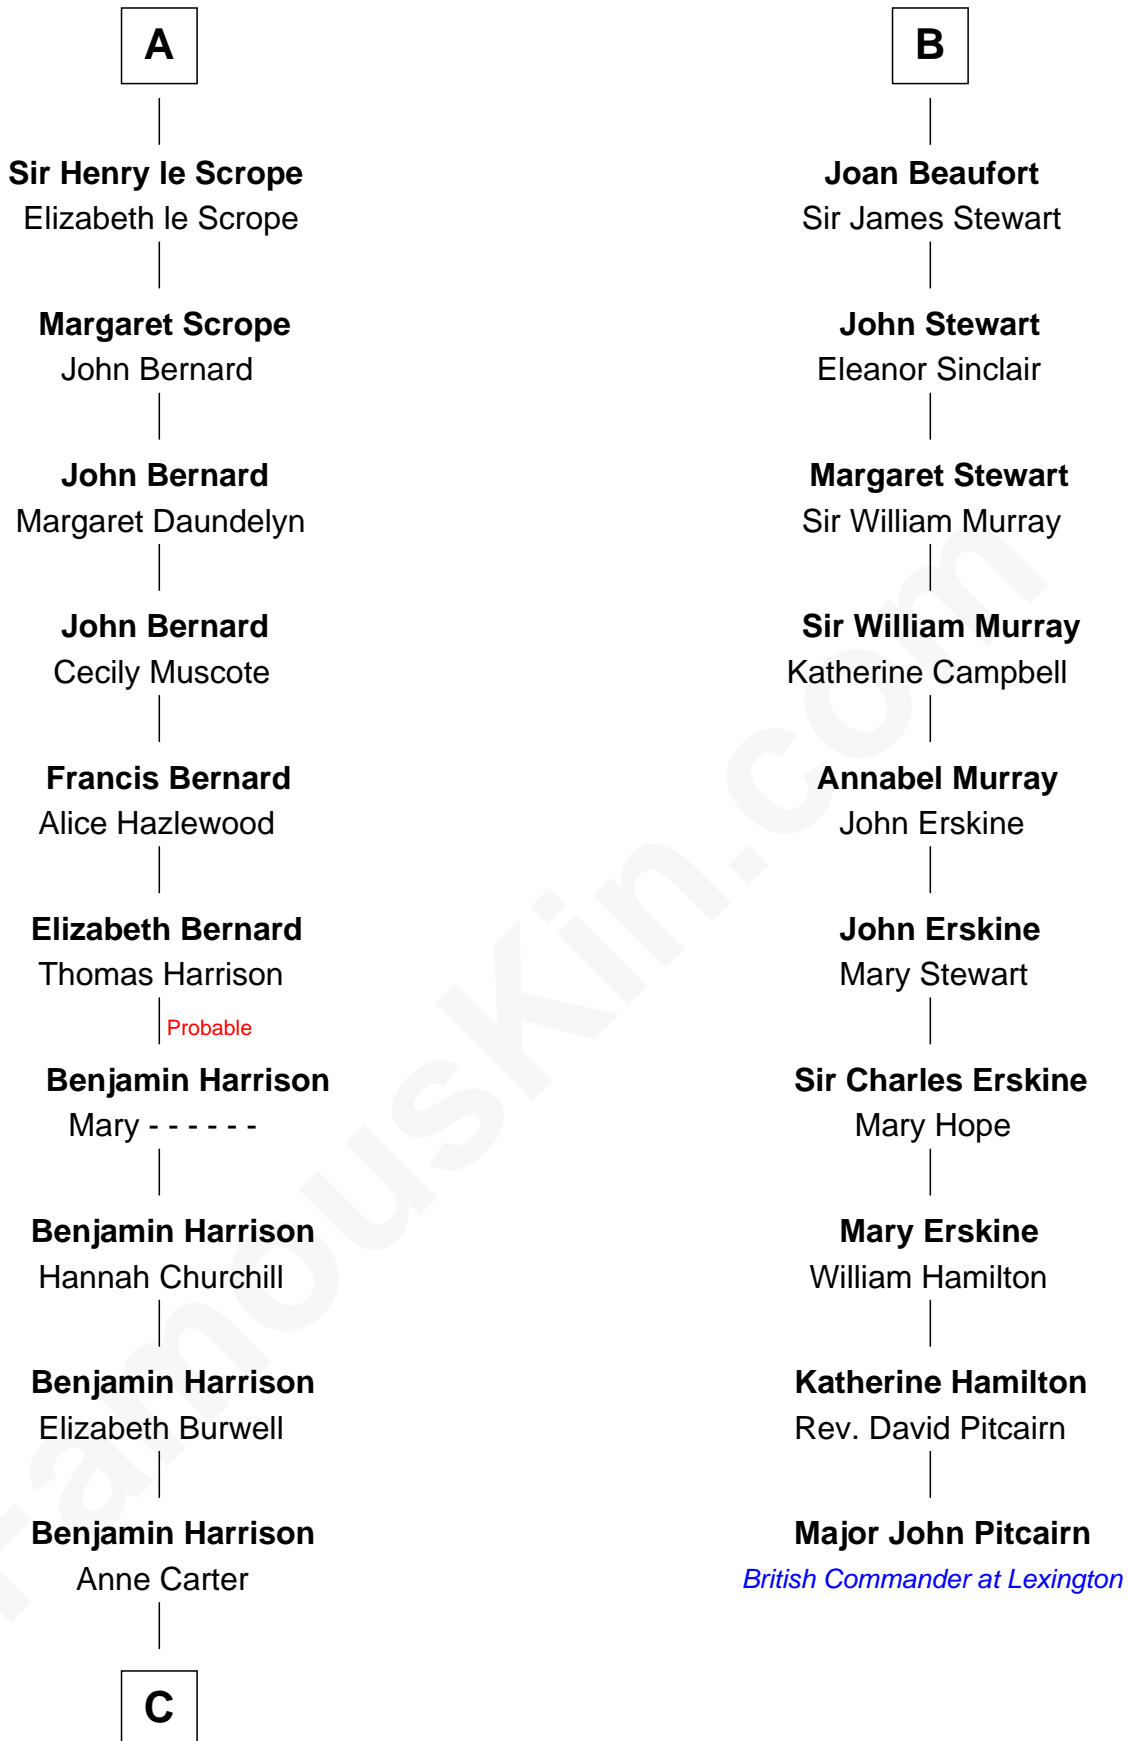 A
Sir Henry le Scrope
Elizabeth le Scrope
Margaret Scrope
John Bernard
John Bernard
Margaret Daundelyn
John Bernard
Cecily Muscote
Francis Bernard
Alice Hazlewood
Elizabeth Bernard
Thomas Harrison
Probable
Benjamin Harrison
Mary - - - - - -
Benjamin Harrison
Hannah Churchill
Benjamin Harrison
Elizabeth Burwell
Benjamin Harrison
Anne Carter
C
B
Joan Beaufort
Sir James Stewart
John Stewart
Eleanor Sinclair
Margaret Stewart
Sir William Murray
Sir William Murray
Katherine Campbell
Annabel Murray
John Erskine
John Erskine
Mary Stewart
Sir Charles Erskine
Mary Hope
Mary Erskine
William Hamilton
Katherine Hamilton
Rev. David Pitcairn
Major John Pitcairn
British Commander at Lexington
FamousKin.com